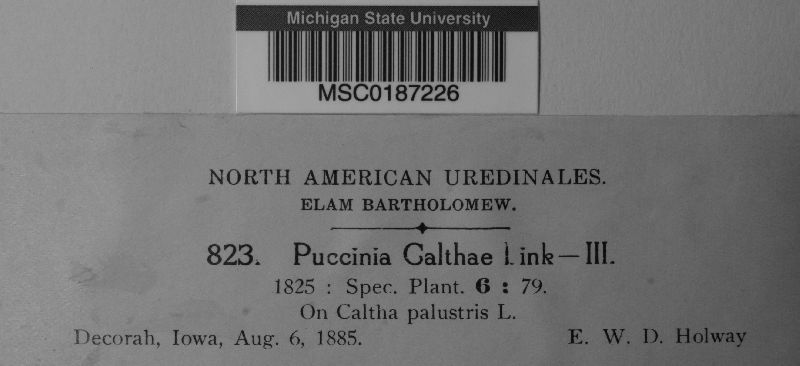 Michigan State University
MSC0187226
NORTH AMERICAN UREDINALES.
ELAM BARTHOLOMEW.
823. Puccinia Calthae Link—III.
1825 : Spec. Plant. 6 : 79.
On Caltha palustris L.
Decorah, Iowa, Aug. 6, 1885. E. W. D. Holway